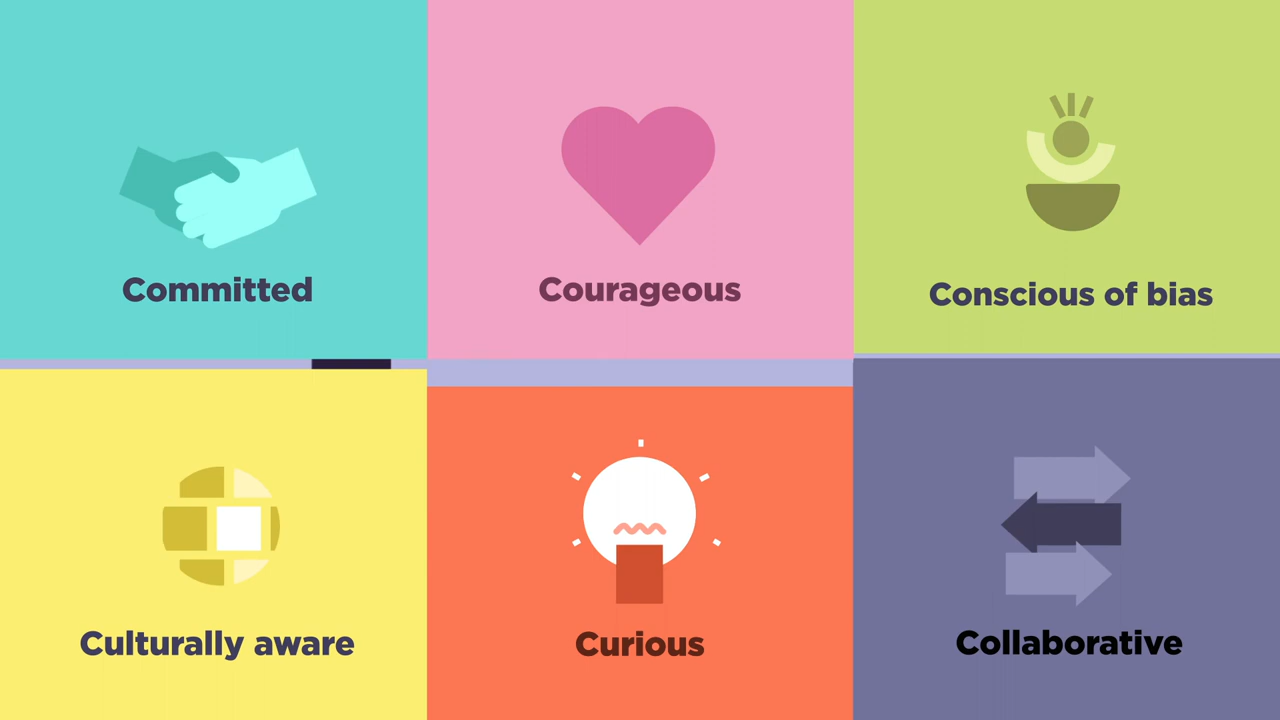 Committed
Courageous
Conscious of bias
Culturally aware
Curious
Collaborative